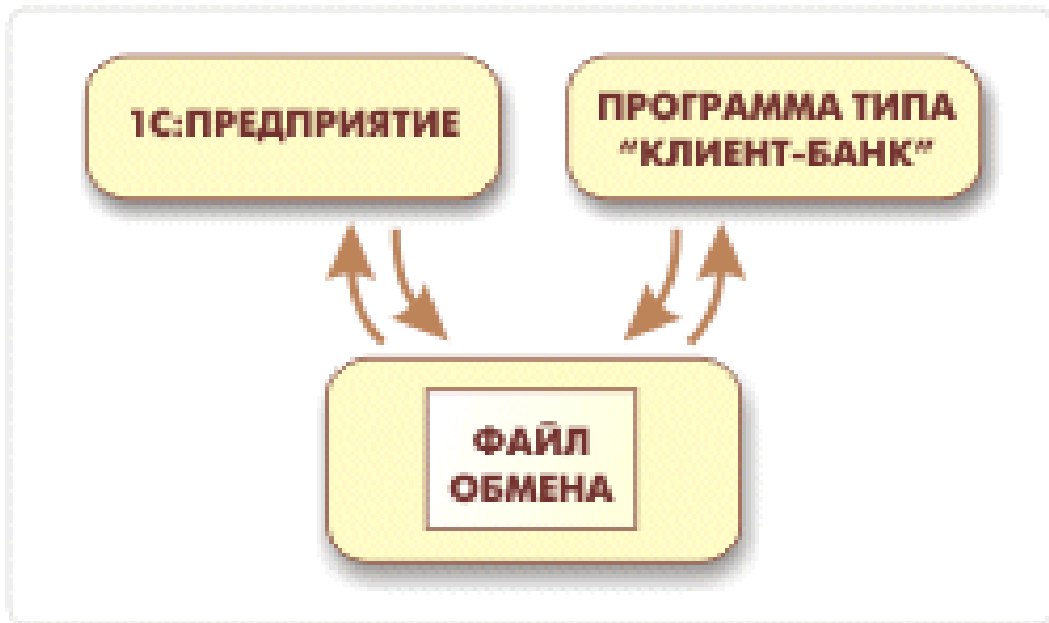 1С:ПРЕДПРИЯТИЕ
ПРОГРАММА ТИПА
“КЛИЕНТ-БАНК”
ФАЙЛ
ОБМЕНА